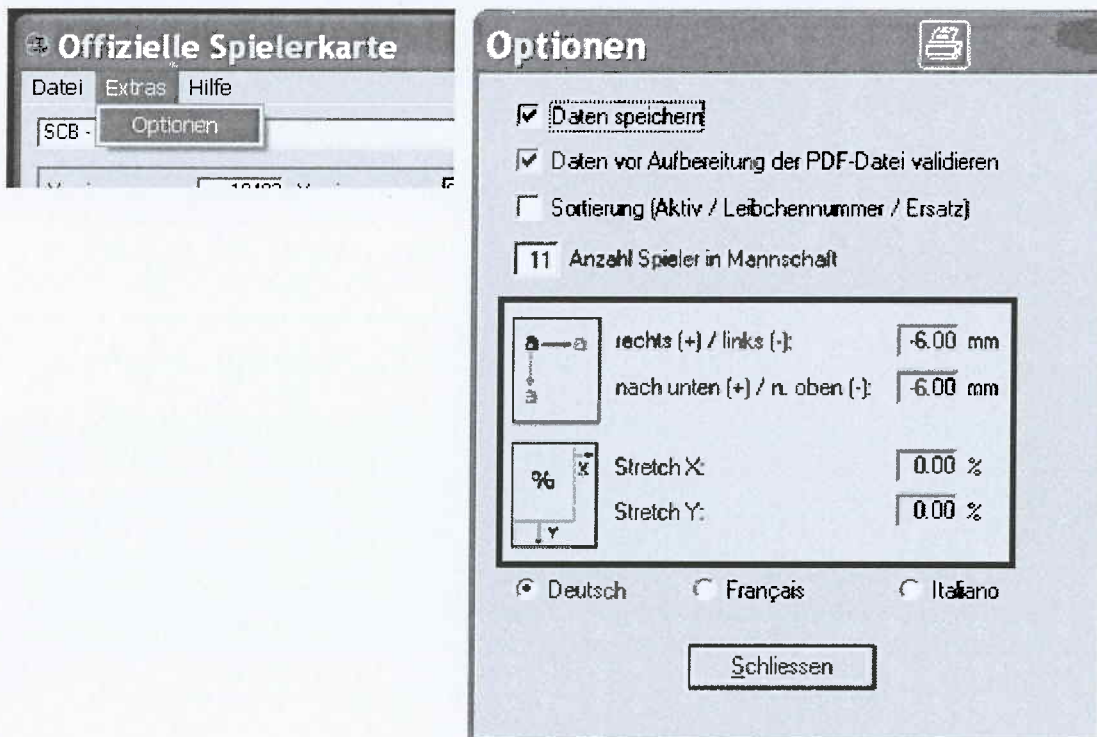 Offizielle Spielerkarte
Datei Extras Hilfe
Optionen
SCB -
Optionen
Daten speichern
Daten vor Aufbereitung der PDF-Datei validieren
Sortierung (Aktiv / Leibchennummer / Ersatz)
11 Anzahl Spieler in Mannschaft
a a
a
rechts (+) / links (-): -6.00 mm
nach unten (+) / n. oben (-): -6.00 mm
% X
Y
Stretch X: 0.00 %
Stretch Y: 0.00 %
Deutsch Français Italiano
Schliessen